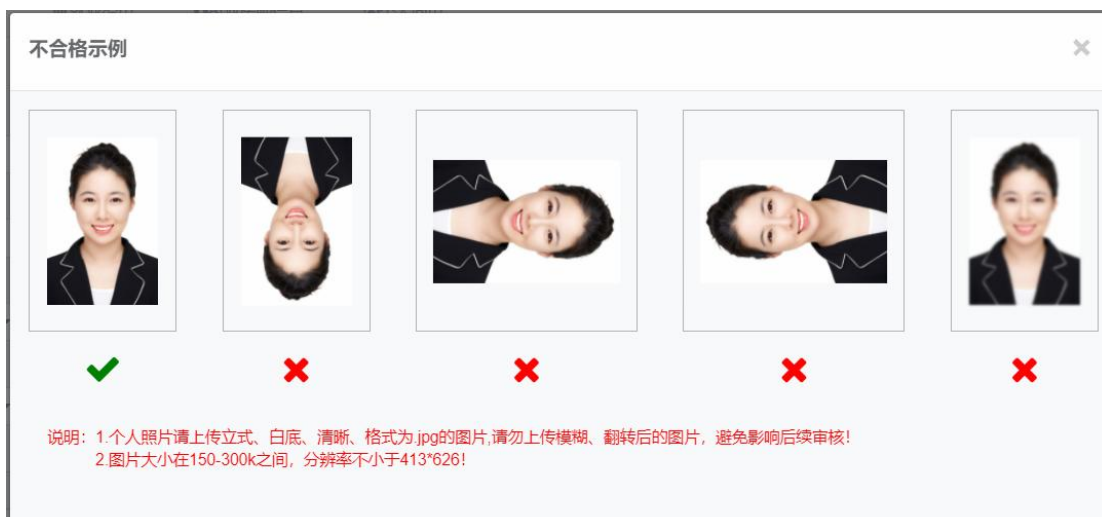 不合格示例
说明：1.个人照片请上传立式、白底、清晰、格式为.jpg的图片,请勿上传模糊、翻转后的图片，避免影响后续审核！
2.图片大小在150-300k之间，分辨率不小于413*626！